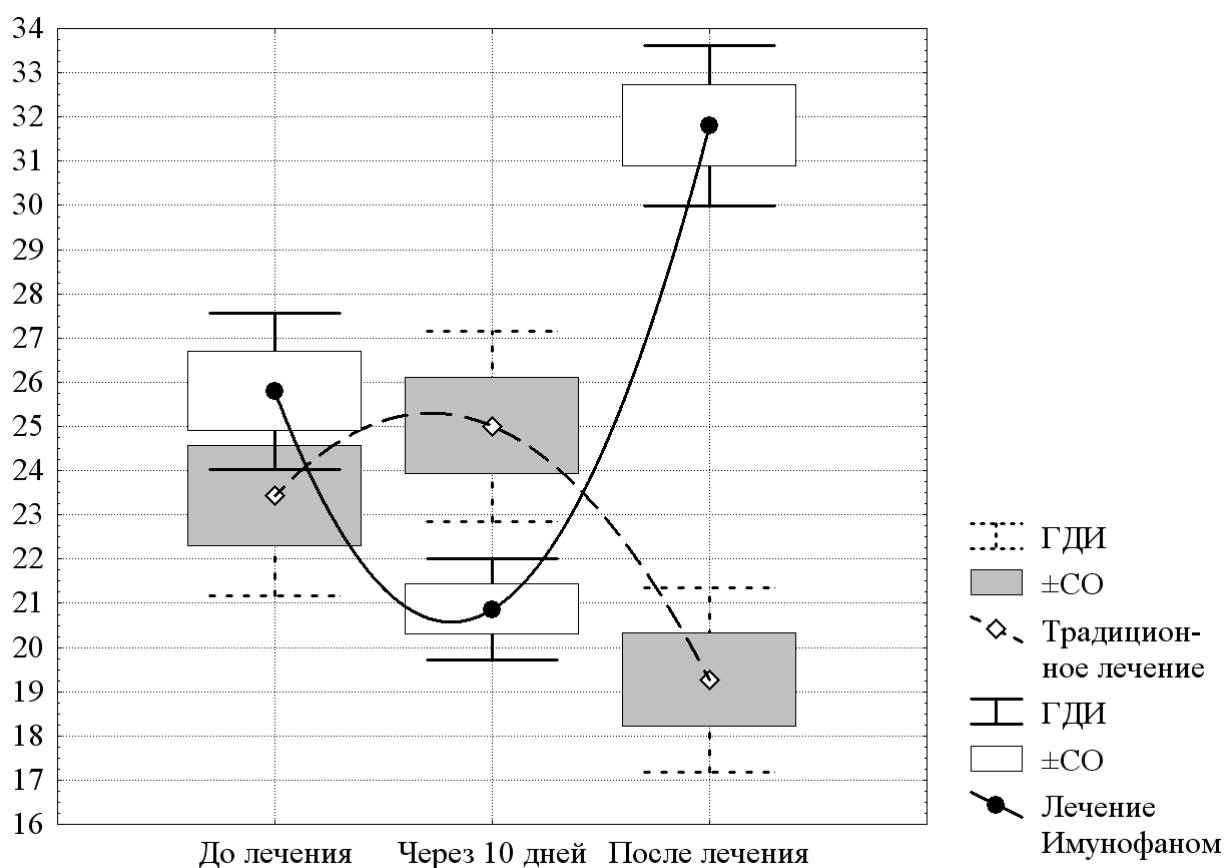 34
33
32
31
30
29
28
27
26
25
24
23
22
21
20
19
18
17
16
До лечения
Через 10 дней
После лечения
ГДИ
±СО
Традицион-
ное лечение
ГДИ
±СО
Лечение
Имунофаном